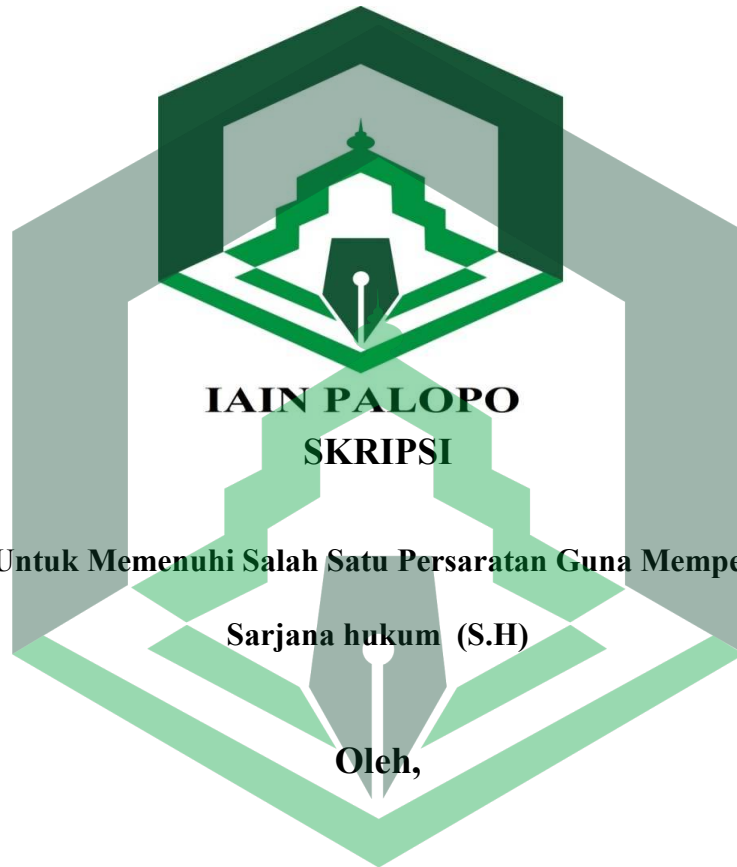 IAIN PALOPO
SKRIPSI
Untuk Memenuhi Salah Satu Persaratan Guna Mempe
Sarjana hukum (S.H)
Oleh,